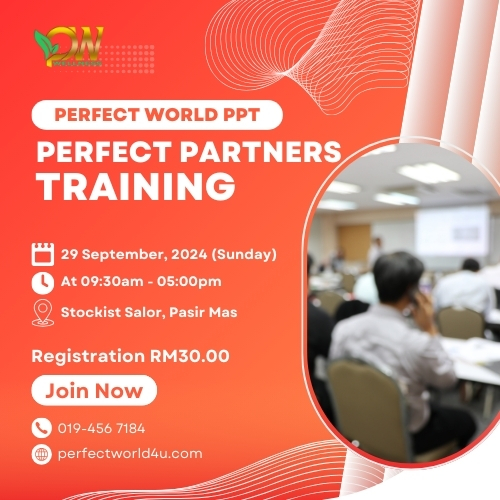 PW
PERFECT WORLD PPT
PERFECT PARTNERS
TRAINING
29 September, 2024 (Sunday)
At 09:30am - 05:00pm
Stockist Salor, Pasir Mas
Registration RM30.00
Join Now
019-456 7184
perfectworld4u.com